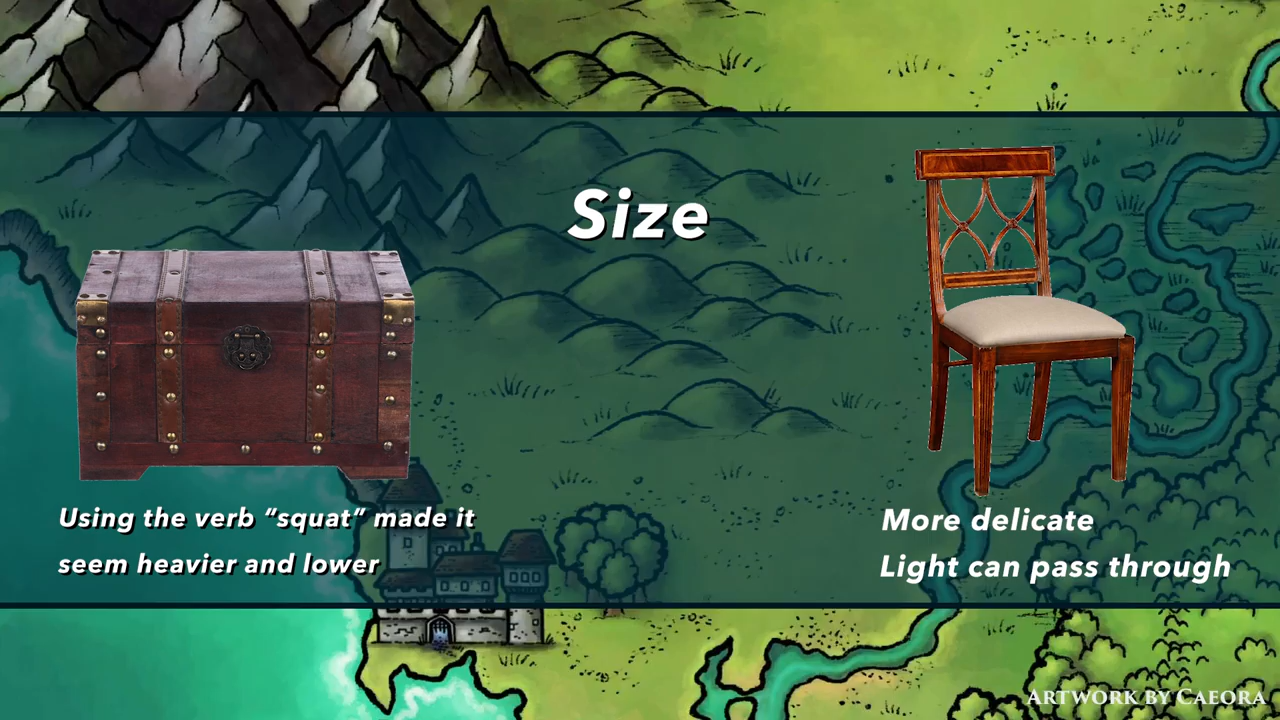 Size
Using the verb “squat” made it
seem heavier and lower
More delicate
Light can pass through
Artwork by Caeora